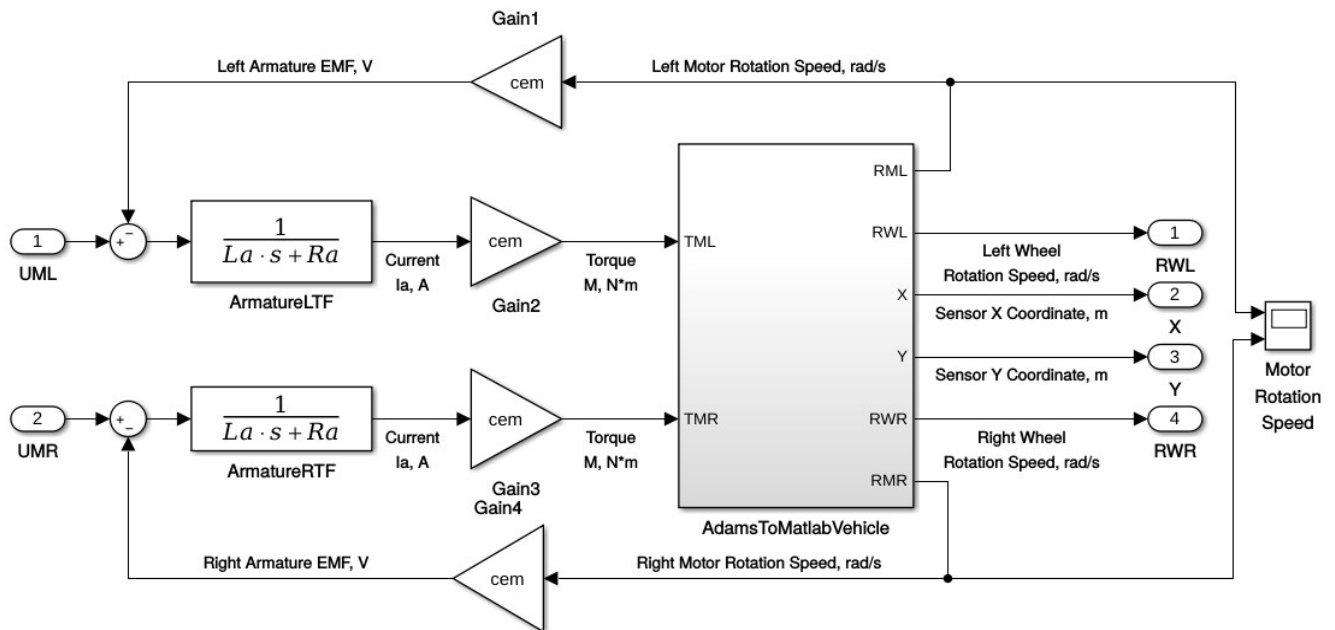 Gain1
Left Armature EMF, V
cem
Left Motor Rotation Speed, rad/s
RML
1
UML
+
−
1
La · s + Ra
ArmatureLTF
Current
Ia, A
cem
Gain2
Torque
M, N*m
TML
RWL
Left Wheel
Rotation Speed, rad/s
1
RWL
X
Sensor X Coordinate, m
2
X
Y
Sensor Y Coordinate, m
3
Y
Motor
Rotation
Speed
2
UMR
+
−
1
La · s + Ra
ArmatureRTF
Current
Ia, A
cem
Gain3
Torque
M, N*m
TMR
RWR
Right Wheel
Rotation Speed, rad/s
4
RWR
RMR
AdamsToMatlabVehicle
Gain4
Right Armature EMF, V
cem
Right Motor Rotation Speed, rad/s